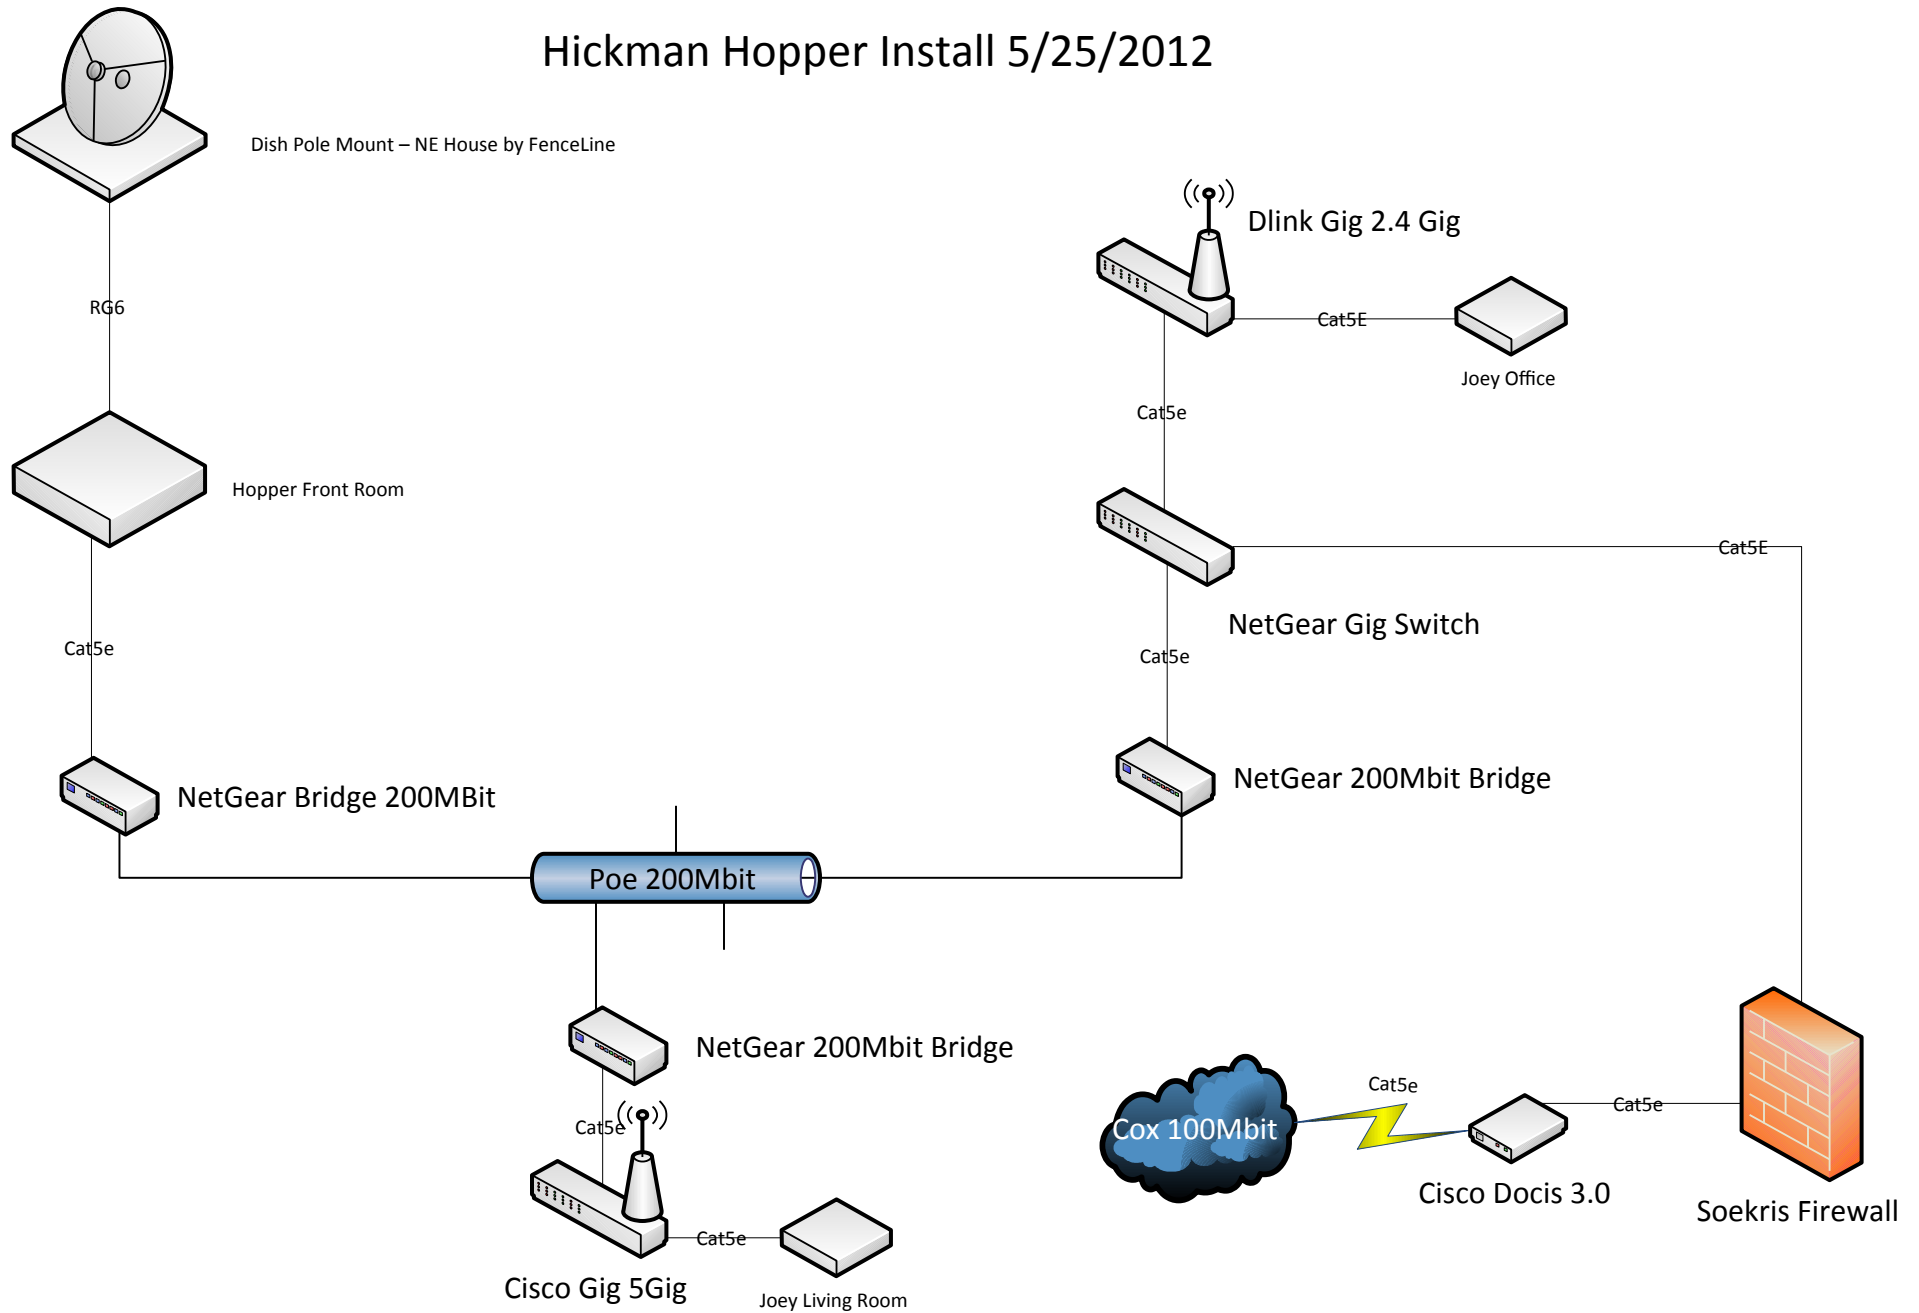 Hickman Hopper Install 5/25/2012
Dish Pole Mount – NE House by FenceLine
Dlink Gig 2.4 Gig
RG6
Cat5E
Joey Office
Cat5e
Hopper Front Room
Cat5E
NetGear Gig Switch
Cat5e
Cat5e
NetGear Bridge 200MBit
NetGear 200Mbit Bridge
Poe 200Mbit
NetGear 200Mbit Bridge
Cat5e
Cat5e
Cat5e
Cox 100Mbit
Cisco Docis 3.0
Soekris Firewall
Cat5e
Cisco Gig 5Gig
Joey Living Room